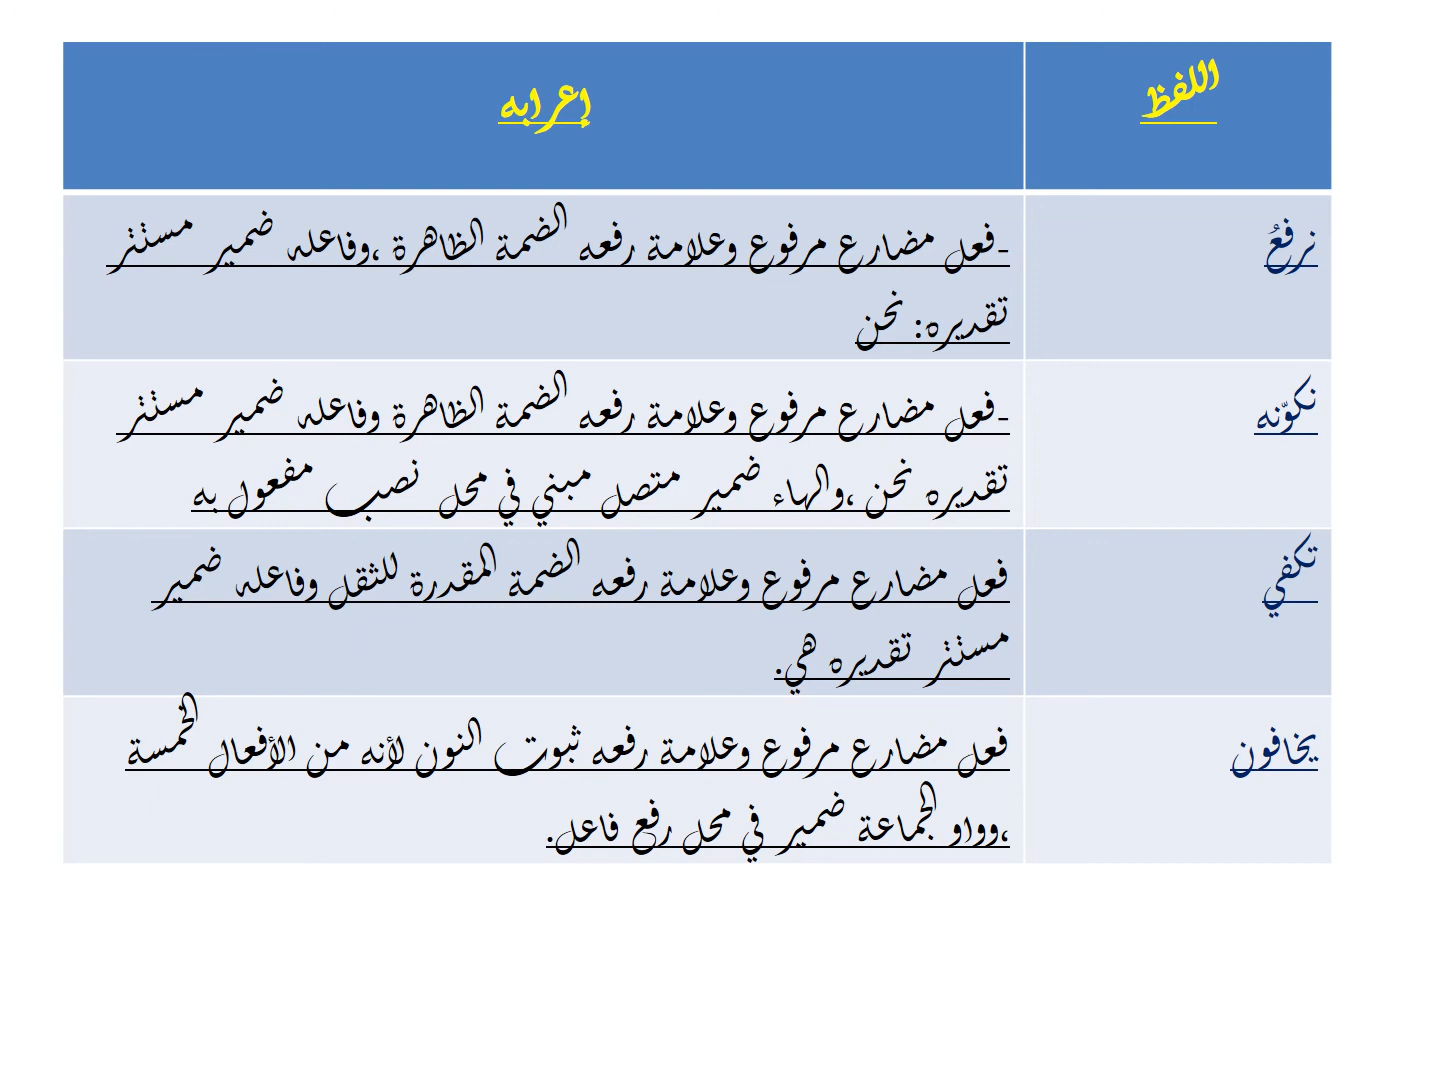 اللفظ
إعرابه
نرفعُ
-فعل مضارع مرفوع وعلامة رفعه الضمة الظاهرة ،وفاعله ضمير مستتر
تقديره: نحن
نكوّنه
-فعل مضارع مرفوع وعلامة رفعه الضمة الظاهرة وفاعله ضمير مستتر
تقديره نحن ،والهاء ضمير متصل مبني في محل نصب مفعول به
تكفي
فعل مضارع مرفوع وعلامة رفعه الضمة المقدرة للثقل وفاعله ضمير
مستتر تقديره هي.
يخافون
فعل مضارع مرفوع وعلامة رفعه ثبوت النون لأنه من الأفعال الخمسة
،وواو الجماعة ضمير في محل رفع فاعل.